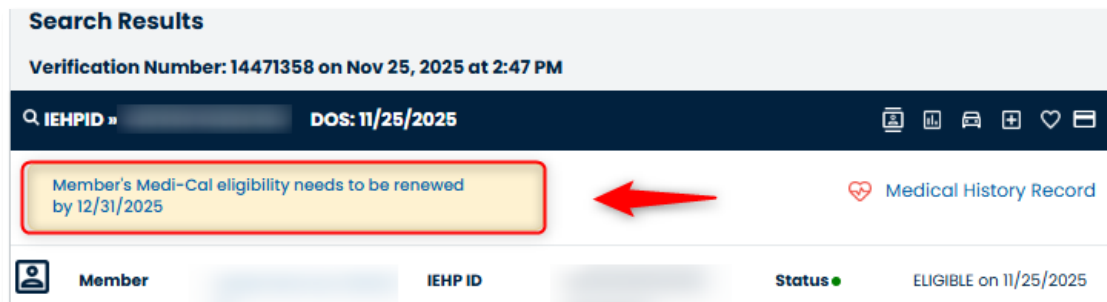 Search Results
Verification Number: 14471358 on Nov 25, 2025 at 2:47 PM
IEHPID » DOS: 11/25/2025
Member's Medi-Cal eligibility needs to be renewed
by 12/31/2025
Medical History Record
Member IEHP ID Status ELIGIBLE on 11/25/2025